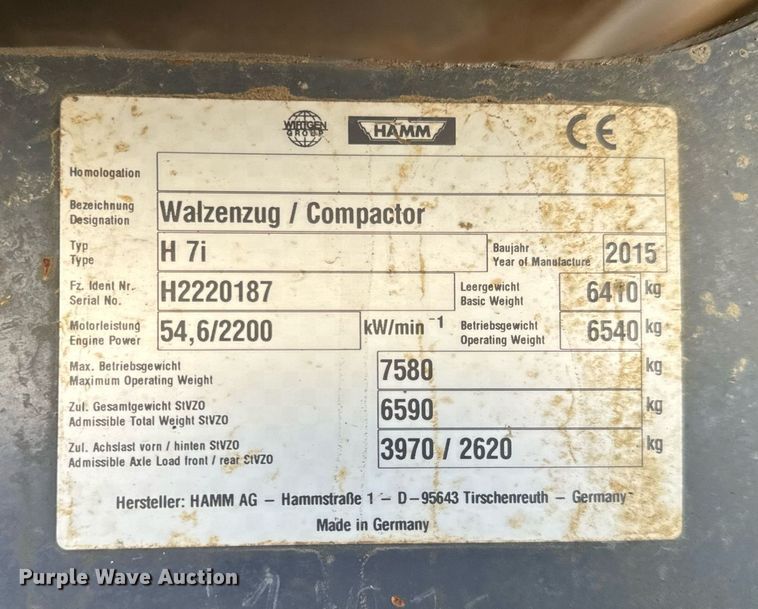 WIRTGEN GROUP HAMM CE
Homologation
Bezeichnung
Designation
Walzenzug / Compactor
Typ
Type
H 7i
Baujahr
Year of Manufacture
2015
Fz. Ident Nr.
Serial No.
H2220187
Leergewicht
Basic Weight
6410 kg
Motorleistung
Engine Power
54,6/2200
kW/min -1
Betriebsgewicht
Operating Weight
6540 kg
Max. Betriebsgewicht
Maximum Operating Weight
7580
kg
Zul. Gesamtgewicht StVZO
Admissible Total Weight StVZO
6590
kg
Zul. Achslast vorn / hinten StVZO
Admissible Axle Load front / rear StVZO
3970 / 2620
kg
Hersteller: HAMM AG – Hammstraße 1 – D–95643 Tirschenreuth – Germany
Made in Germany
Purple Wave Auction